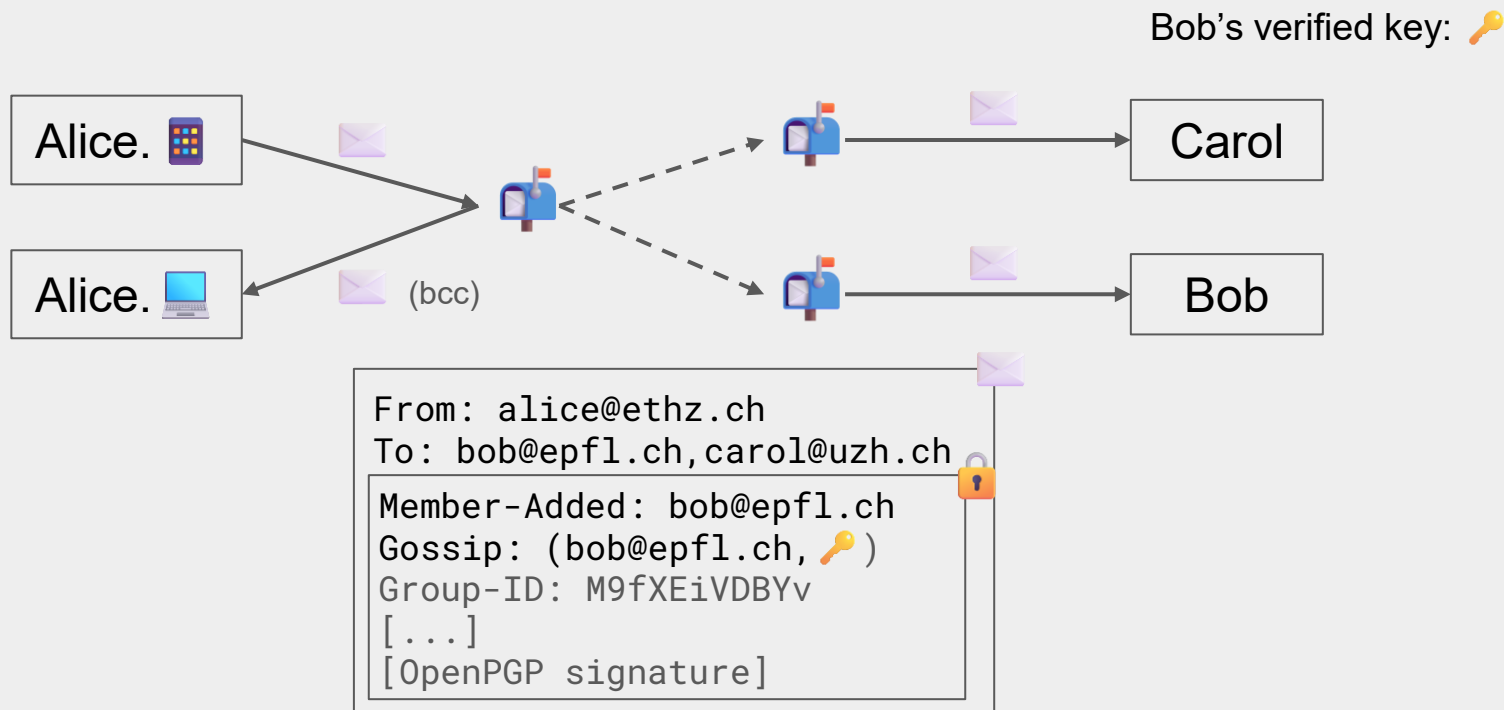 Bob’s verified key: 🔑
Alice.
Carol
Alice.
(bcc)
Bob
From: alice@ethz.ch
To: bob@epfl.ch,carol@uzh.ch
Member-Added: bob@epfl.ch
Gossip: (bob@epfl.ch,🔑)
Group-ID: M9fXEiVDBYv
[...]
[OpenPGP signature]